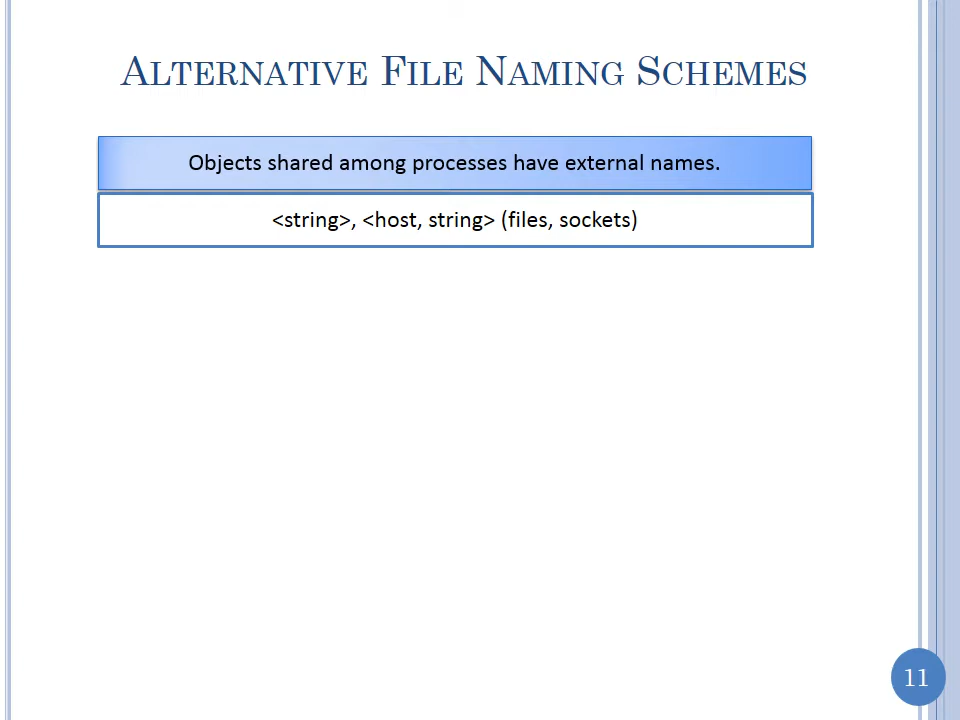 ALTERNATIVE FILE NAMING SCHEMES
Objects shared among processes have external names.
<string>, <host, string> (files, sockets)
11